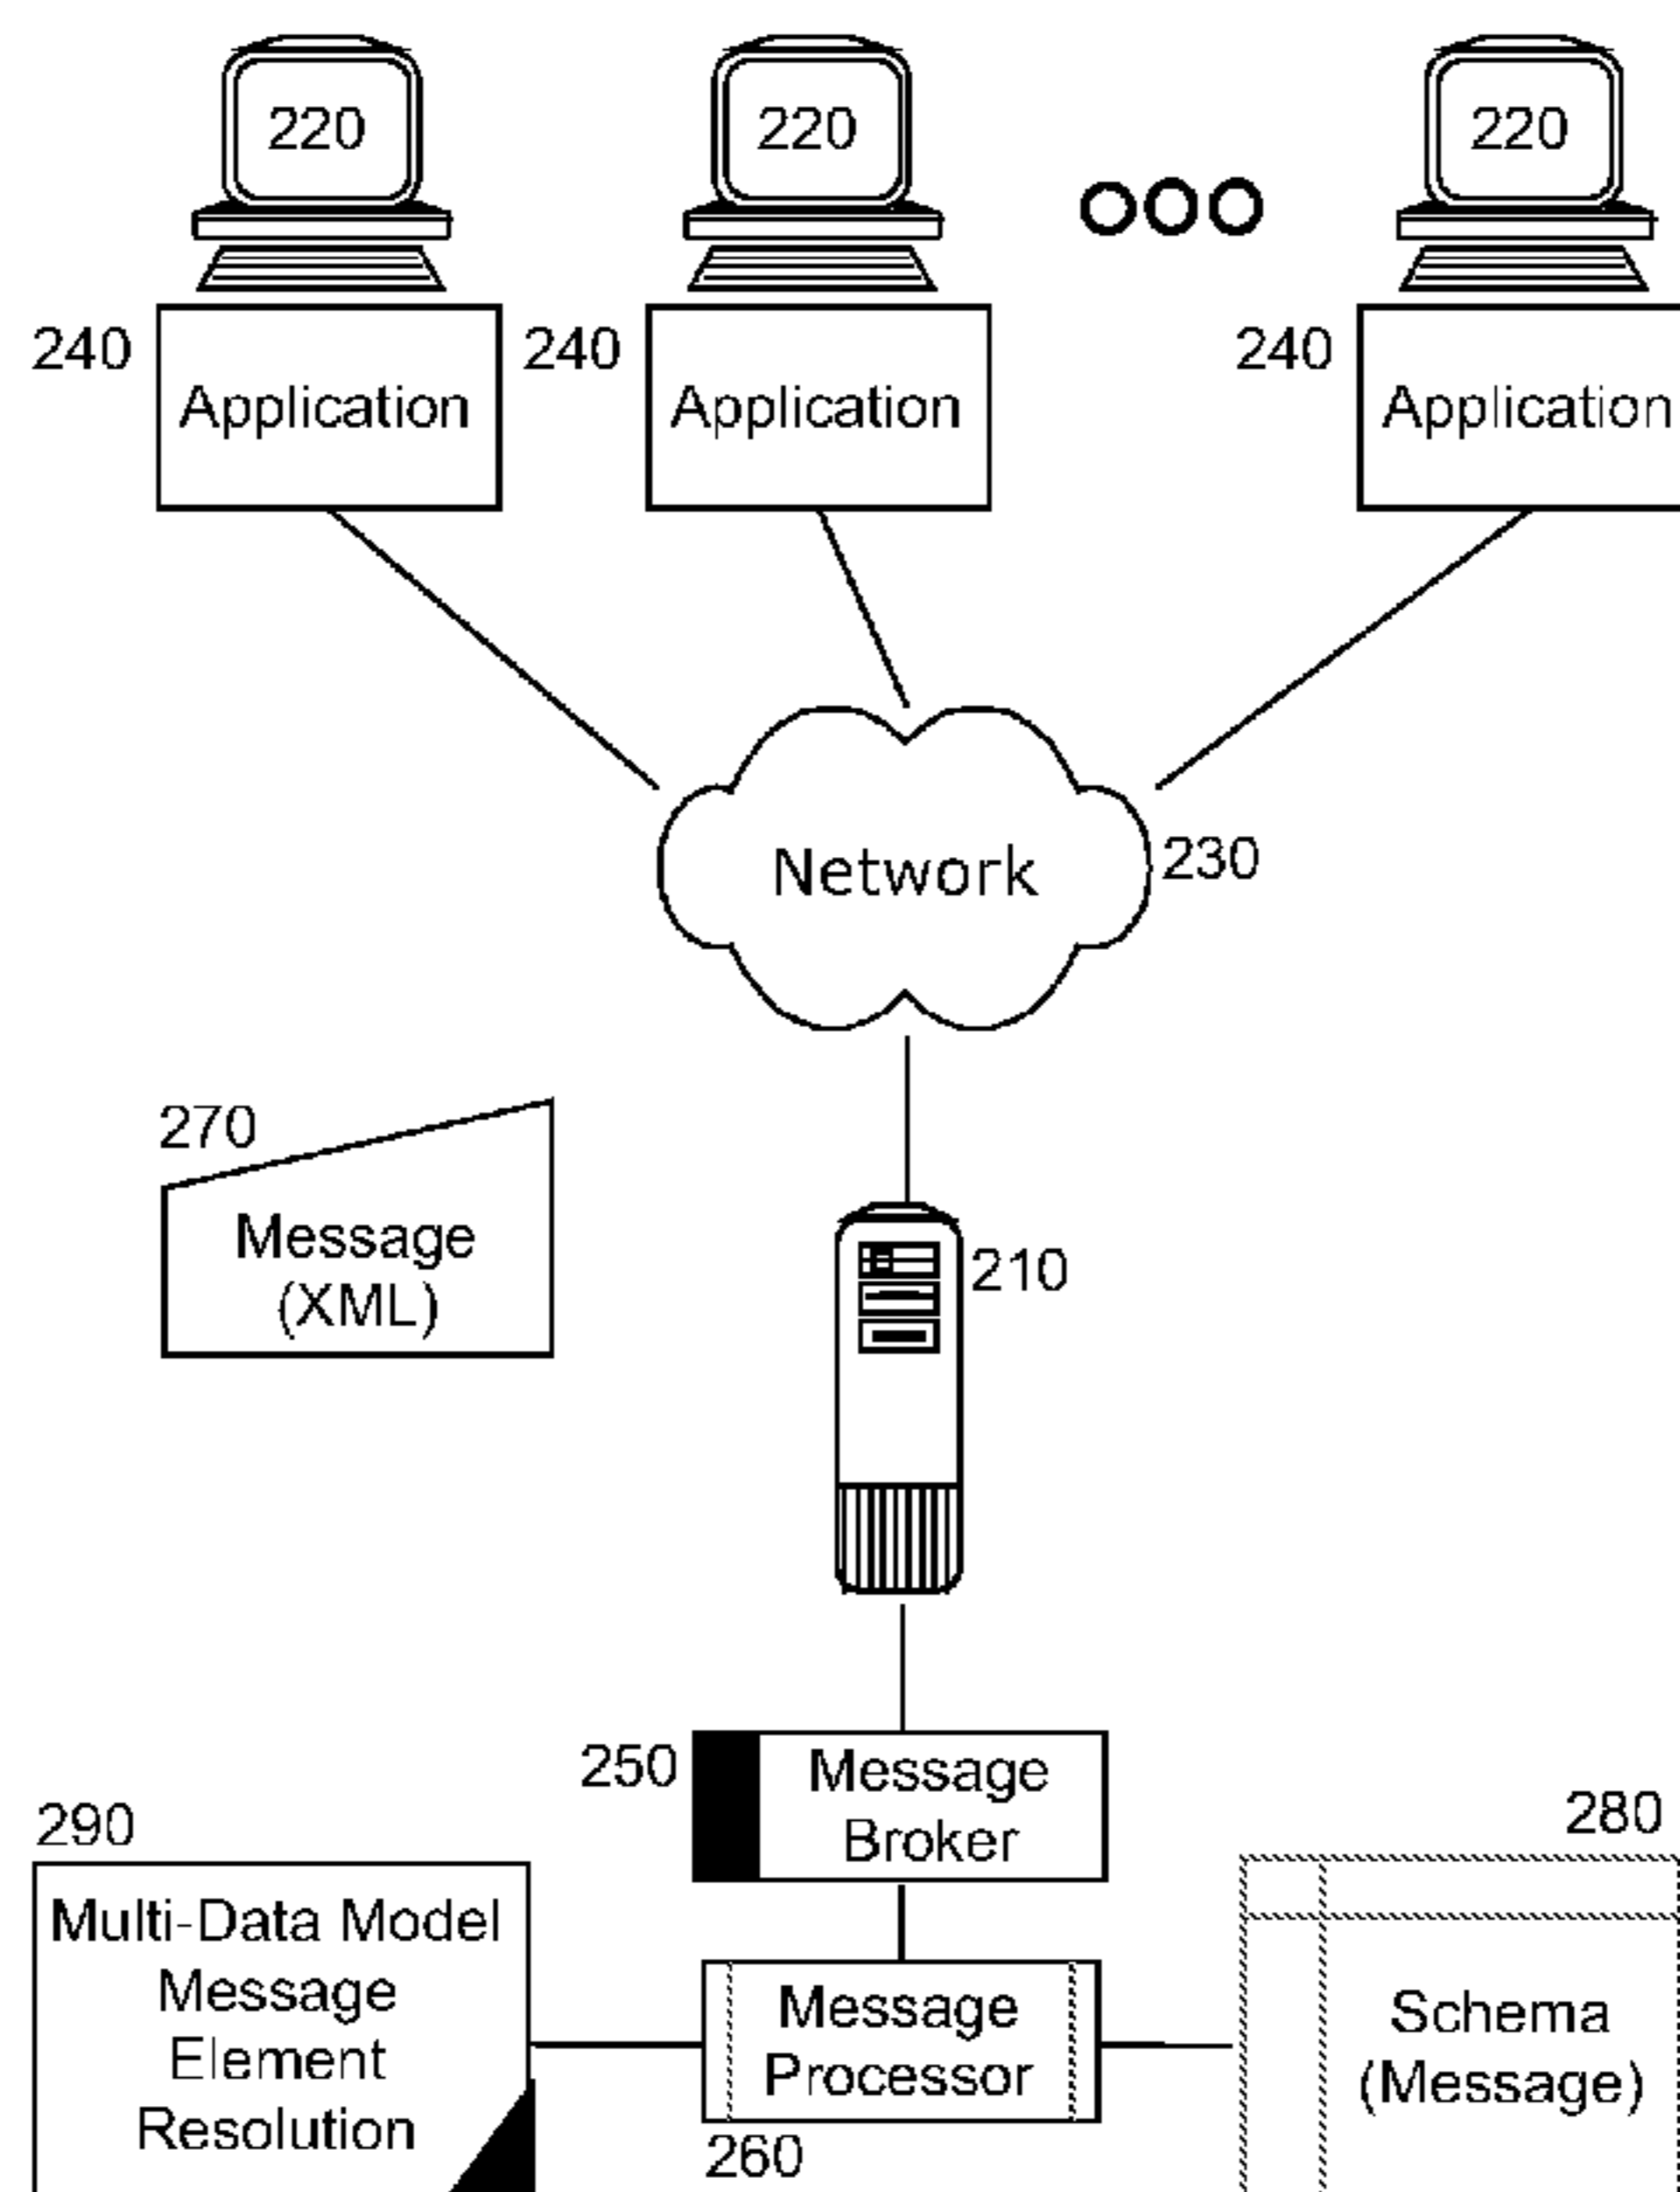 220
220
220
240
Application
240
Application
240
Application
Network
230
270
Message
(XML)
210
250
Message
Broker
290
Multi-Data Model
Message
Element
Resolution
Message
Processor
260
280
Schema
(Message)